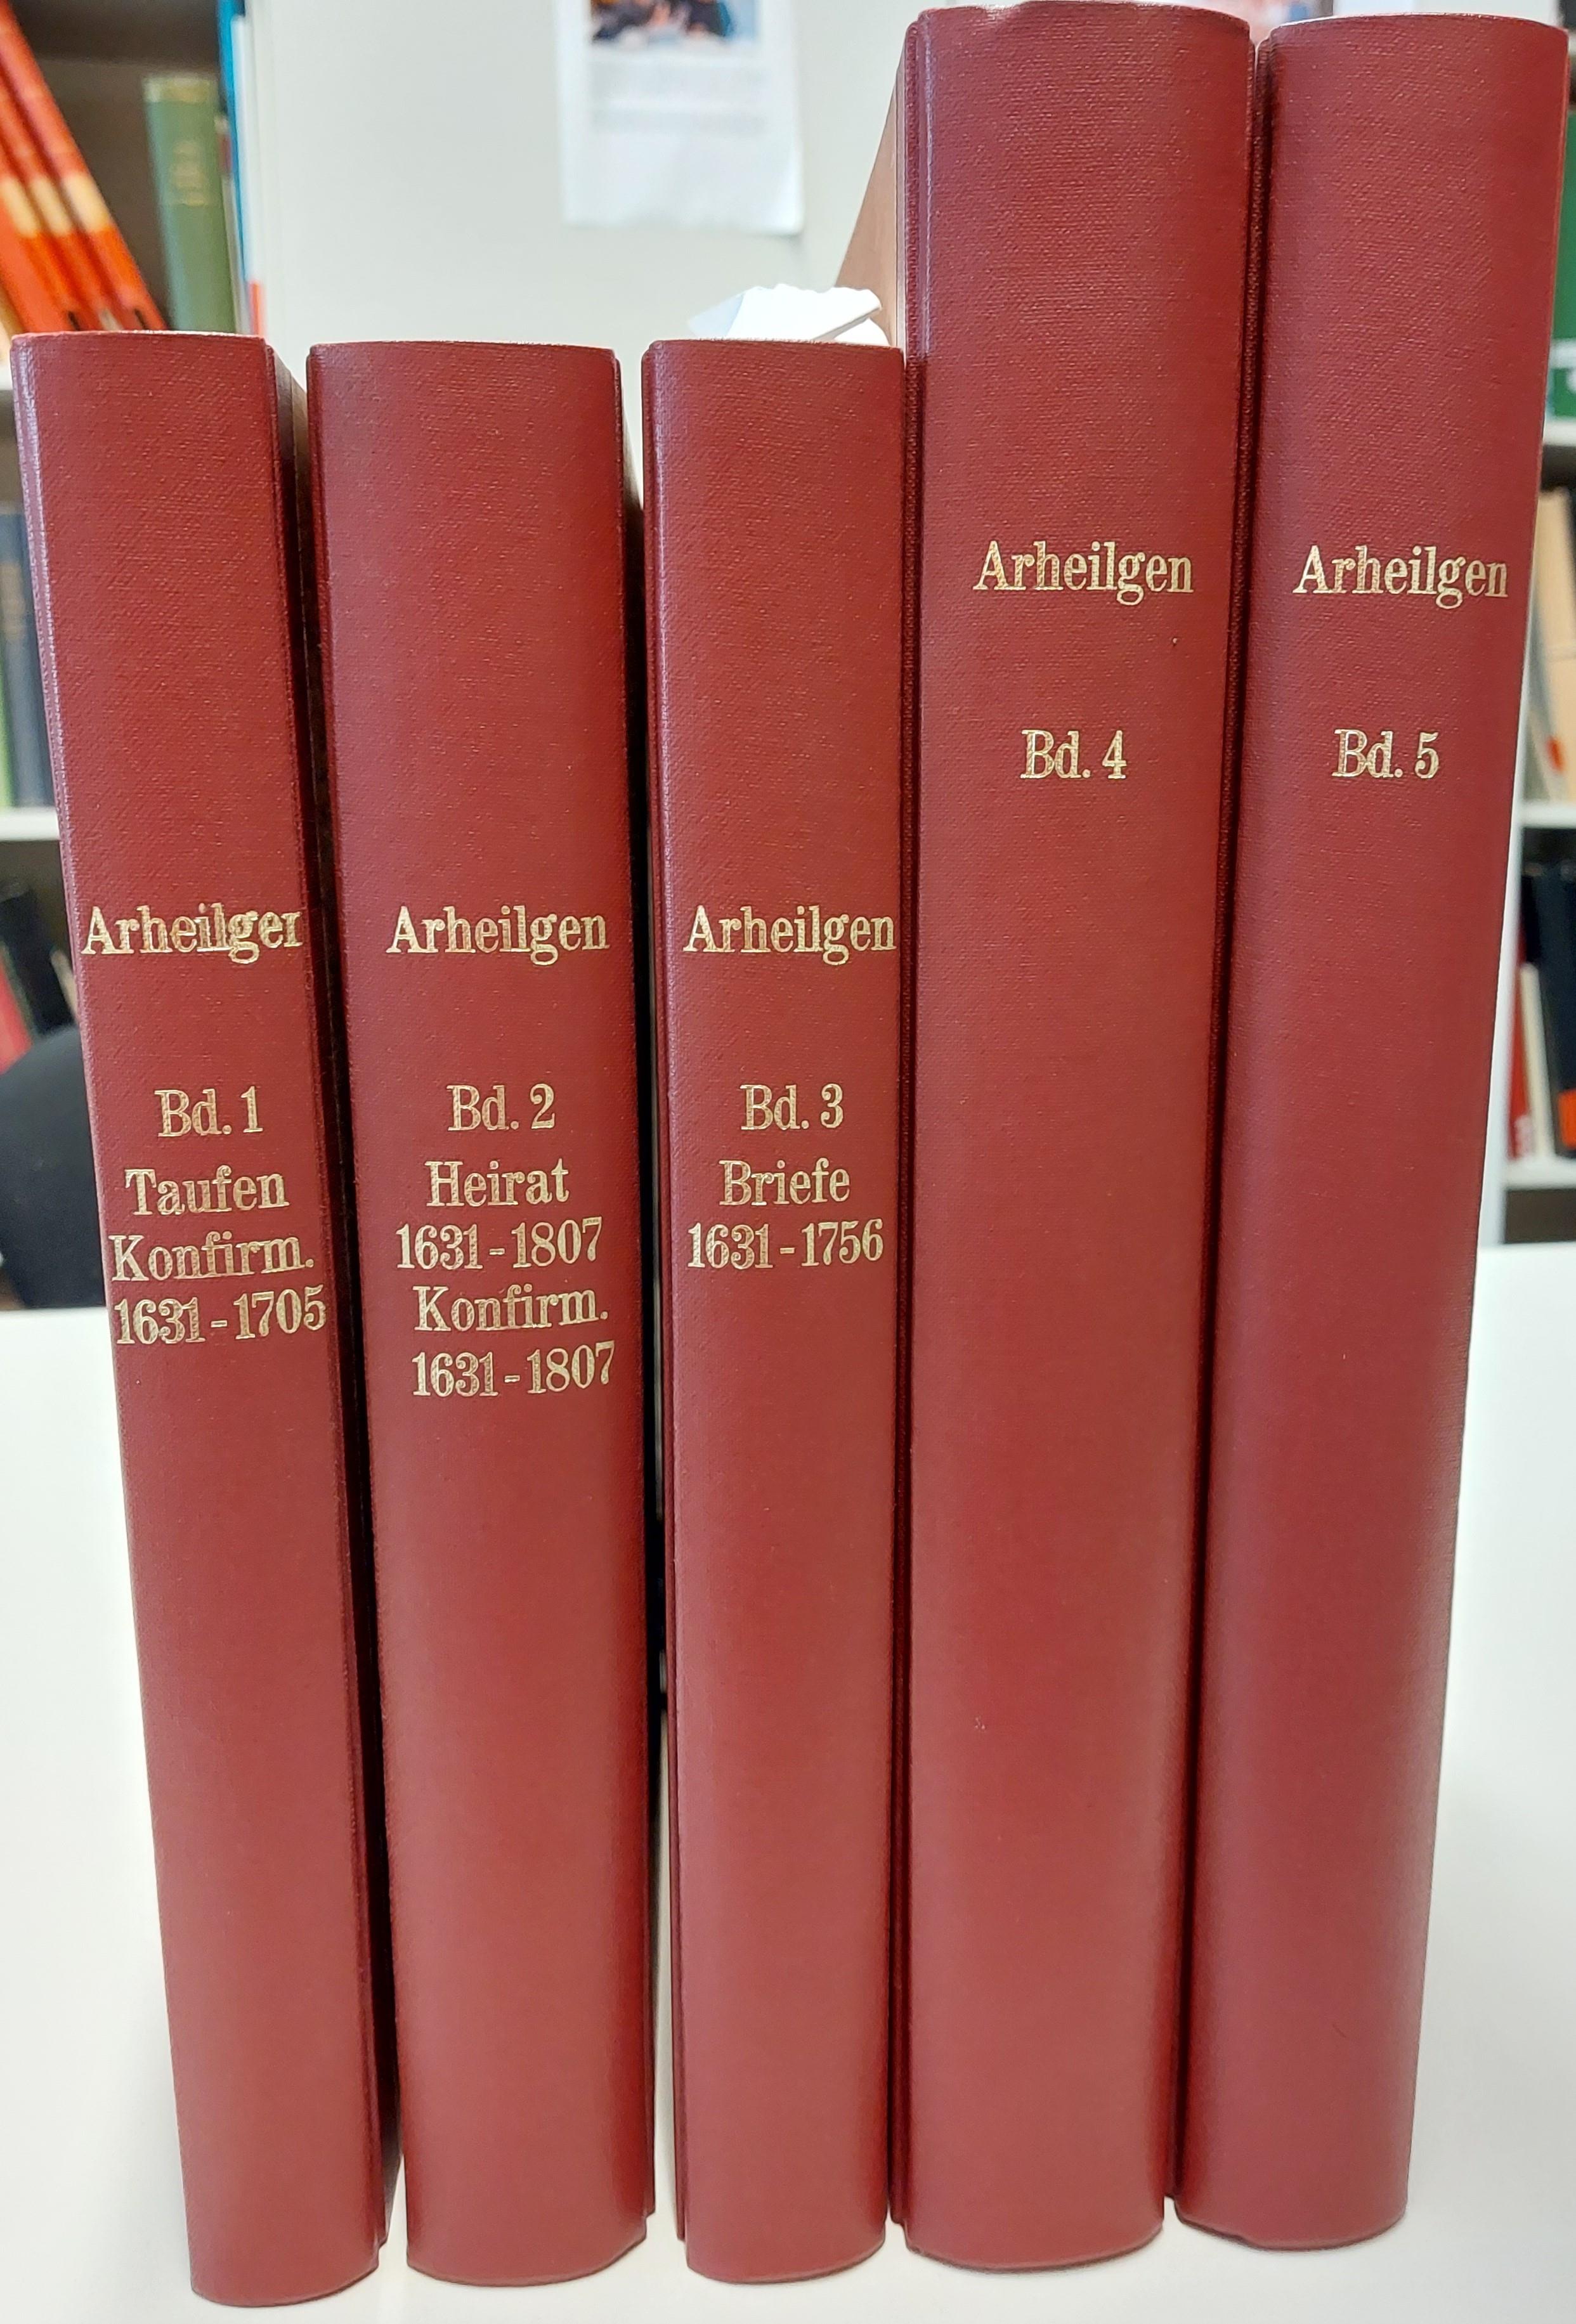 Arheilgen
Bd. 1
Taufen
Konfirm.
1631-1705
Arheilgen
Bd. 2
Heirat
1631-1807
Konfirm.
1631-1807
Arheilgen
Bd. 3
Briefe
1631-1756
Arheilgen
Bd. 4
Arheilgen
Bd. 5